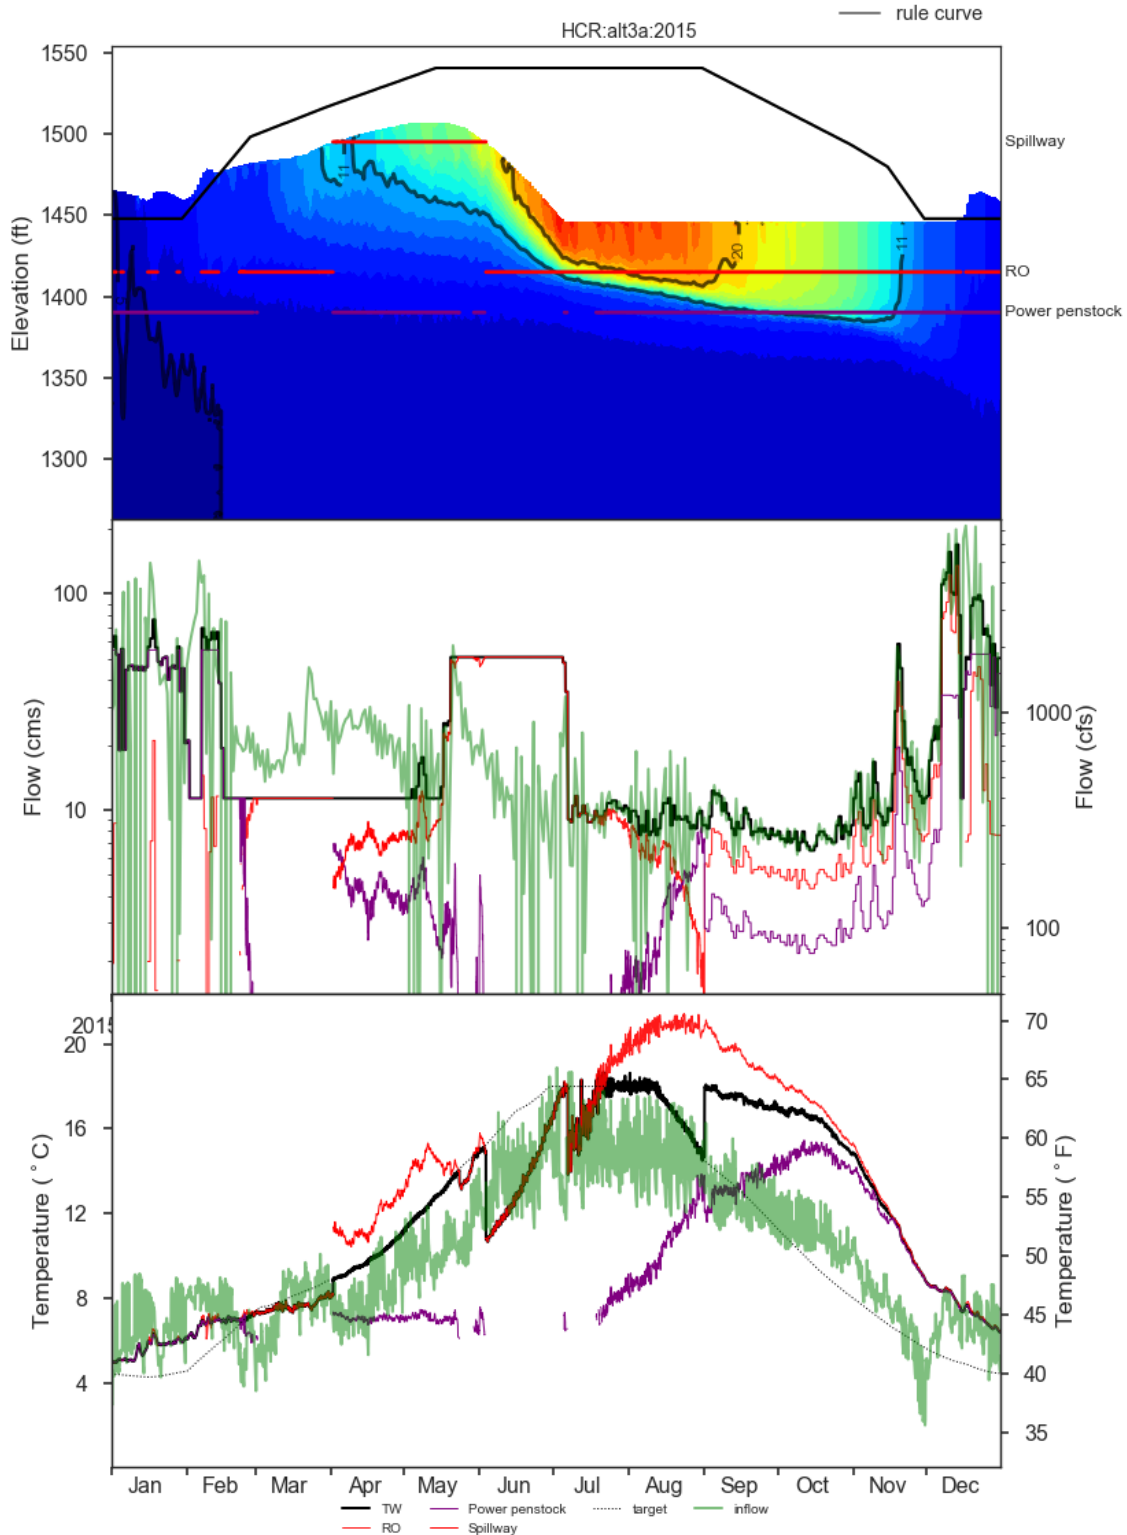 rule curve
HCR:alt3a:2015
1550
1500
1450
1400
1350
1300
Elevation (ft)
Spillway
RO
Power penstock
11
20
11
100
10
Flow (cms)
1000
100
Flow (cfs)
2015
20
16
12
8
4
Temperature (°C)
70
65
60
55
50
45
40
35
Temperature (°F)
Jan Feb Mar Apr May Jun Jul Aug Sep Oct Nov Dec
TW Power penstock target inflow
RO Spillway